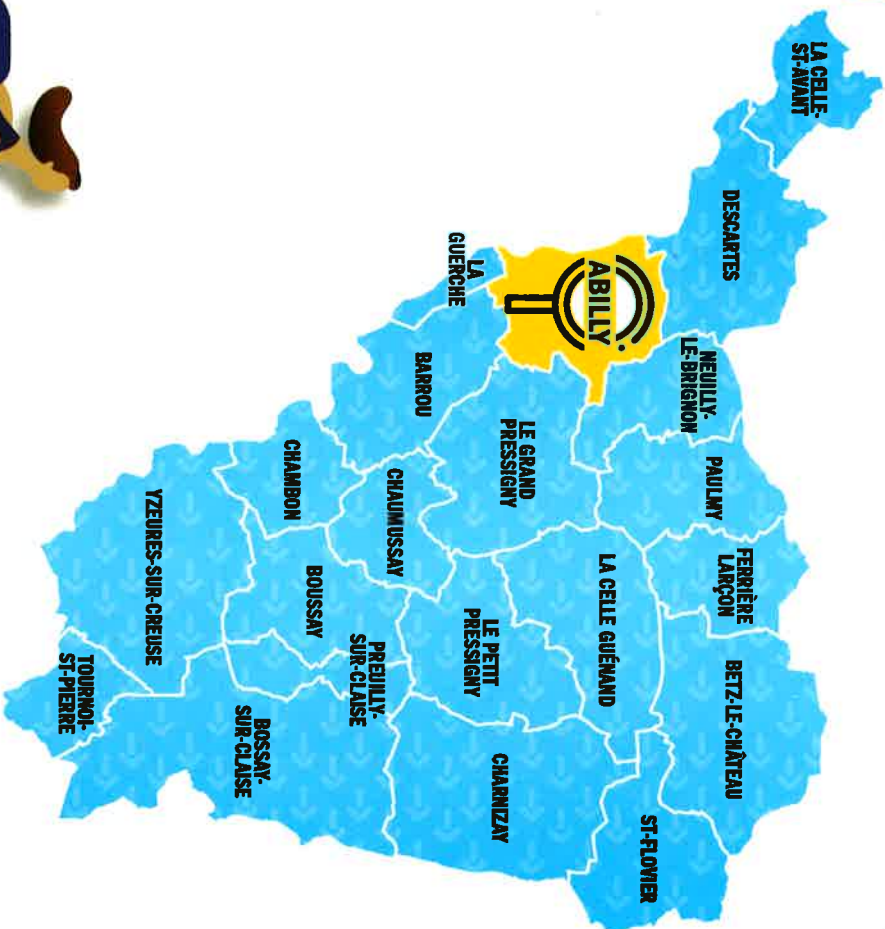 LA CELLE-
ST-AVANT
DESCARTES
NEUILLY-
LE-BRIGNON
PAULMY
FERRIÈRE
LARÇON
BETZ-LE-CHÂTEAU
ABILLY
LA CELLE GUÉNAND
ST-FLOVIER
LE GRAND
PRESSIGNY
LE PETIT
PRESSIGNY
CHARNIZAY
LA
GUERCHE
BARROU
CHAUMUSSAY
PREUILLY-
SUR-CLAISE
CHAMBON
BOUSSAY
BOSSAY-
SUR-CLAISE
YZEURES-SUR-CREUSE
TOURNOI-
ST-PIERRE